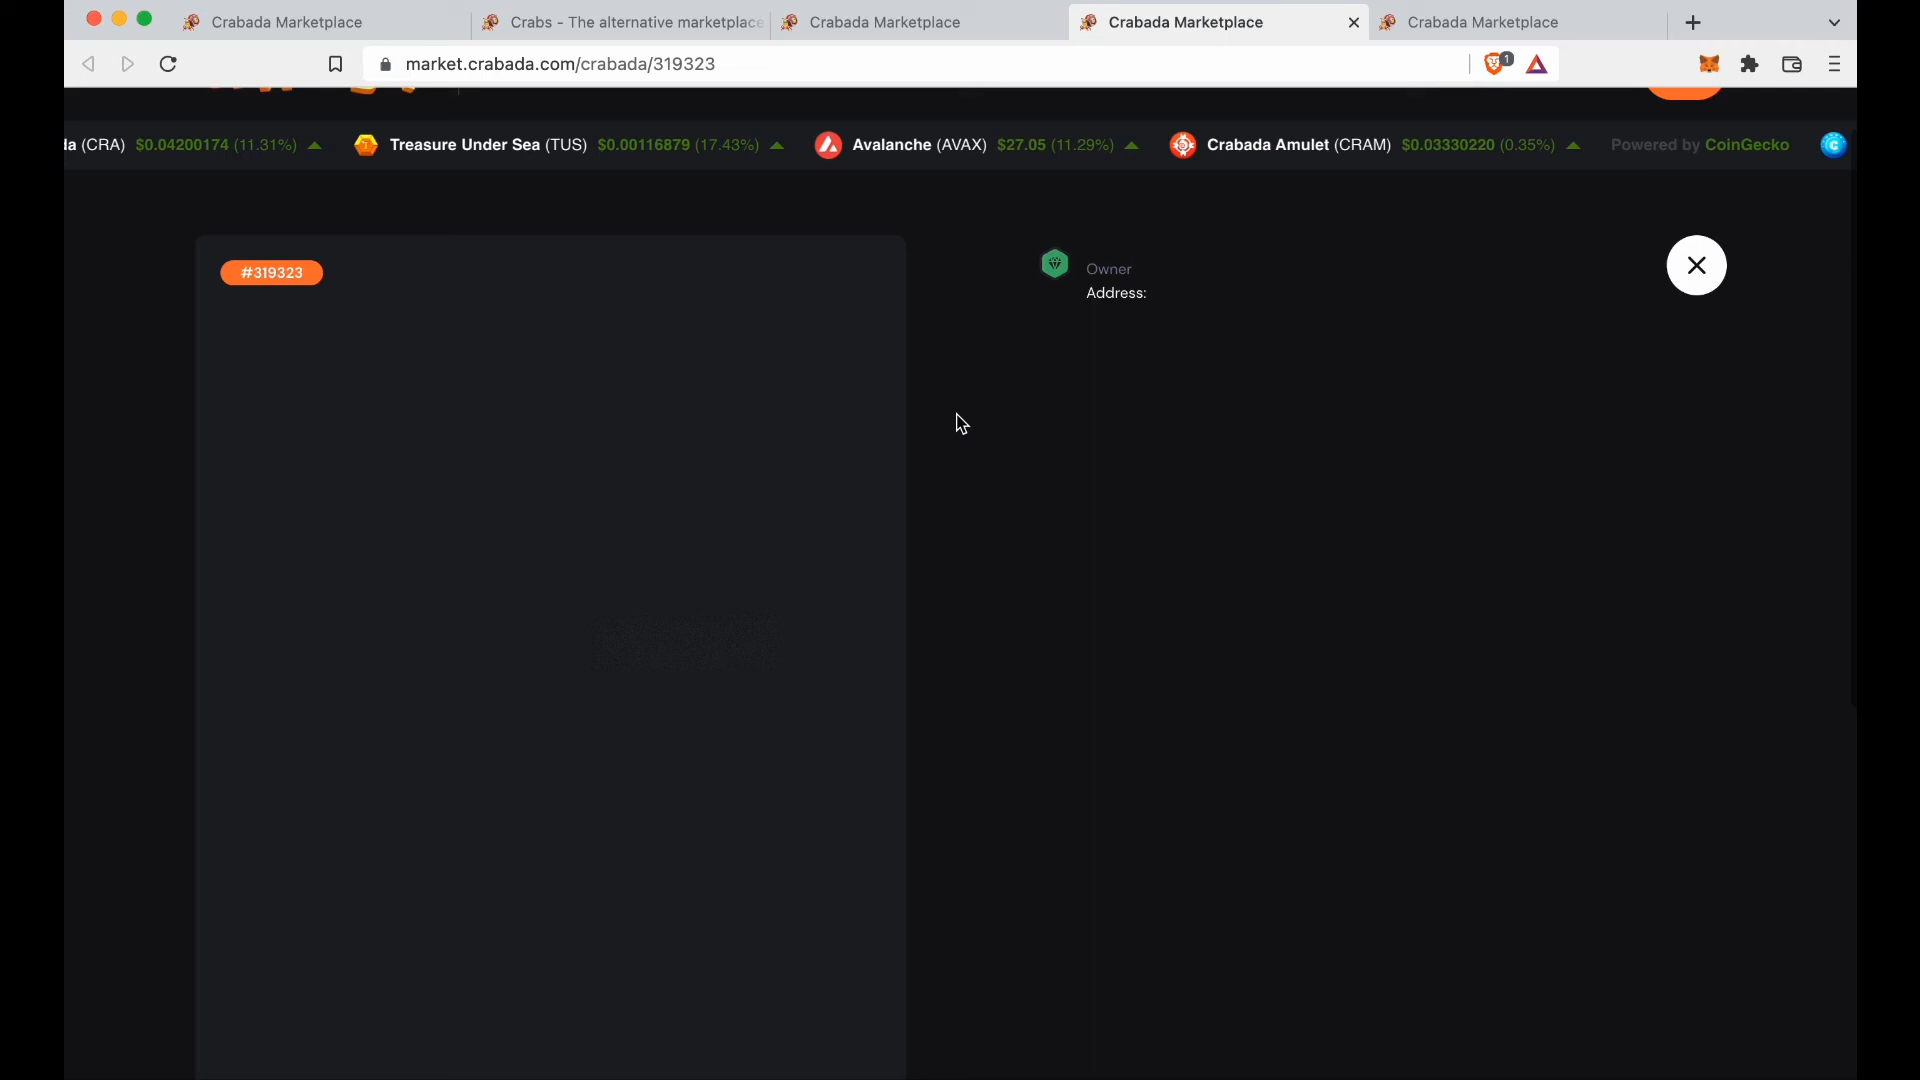 Crabada Marketplace
Crabs - The alternative marketplace
Crabada Marketplace
Crabada Marketplace
Crabada Marketplace
market.crabada.com/crabada/319323
1
da (CRA) $0.04200174 (11.31%) Treasure Under Sea (TUS) $0.00116879 (17.43%) Avalanche (AVAX) $27.05 (11.29%) Crabada Amulet (CRAM) $0.03330220 (0.35%) Powered by CoinGecko
#319323
Owner
Address: